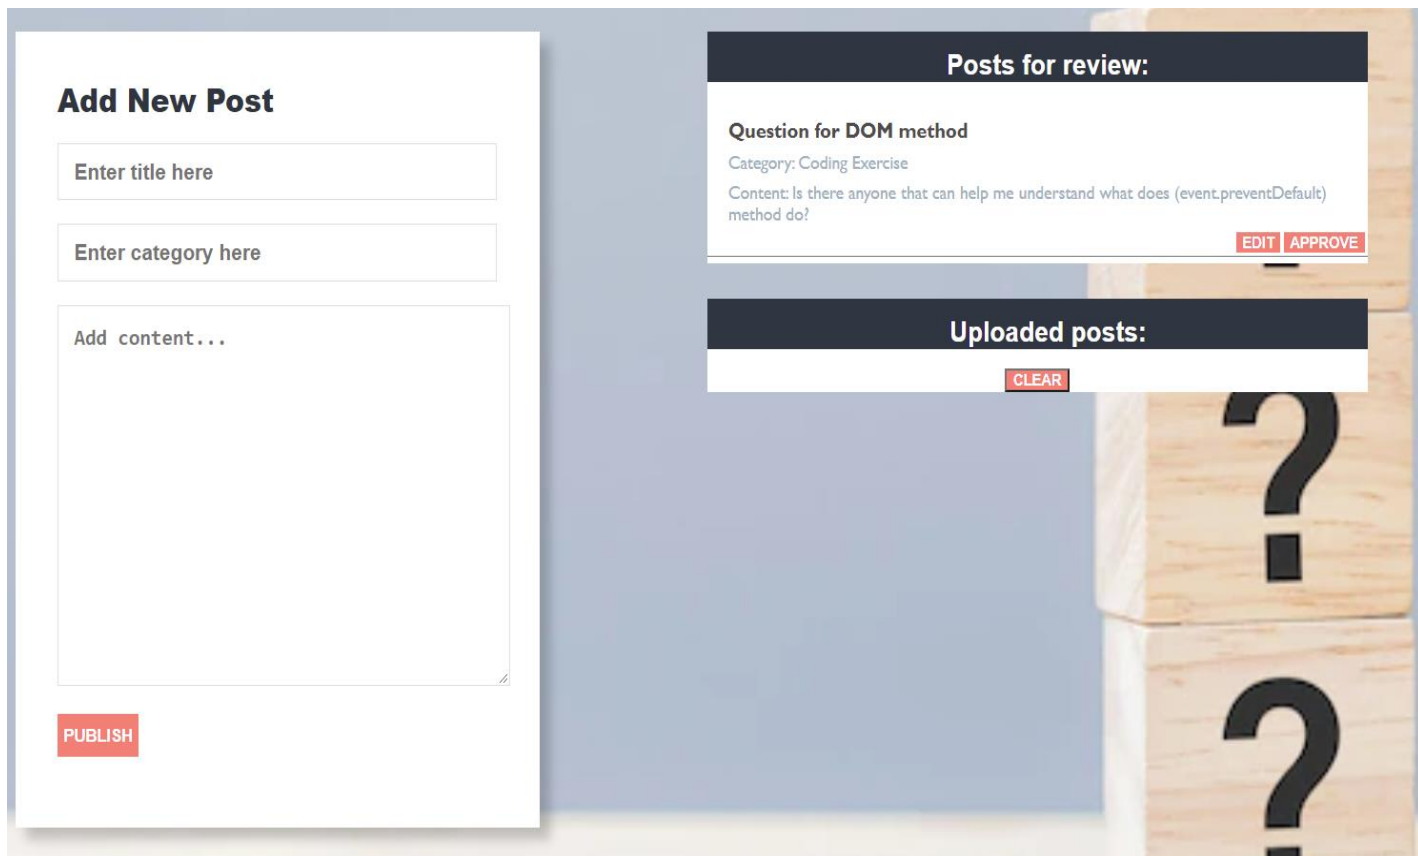 Add New Post
Enter title here
Enter category here
Add content...
PUBLISH
Posts for review:
Question for DOM method
Category: Coding Exercise
Content: Is there anyone that can help me understand what does (event.preventDefault)
method do?
EDIT APPROVE
Uploaded posts:
CLEAR
?
?